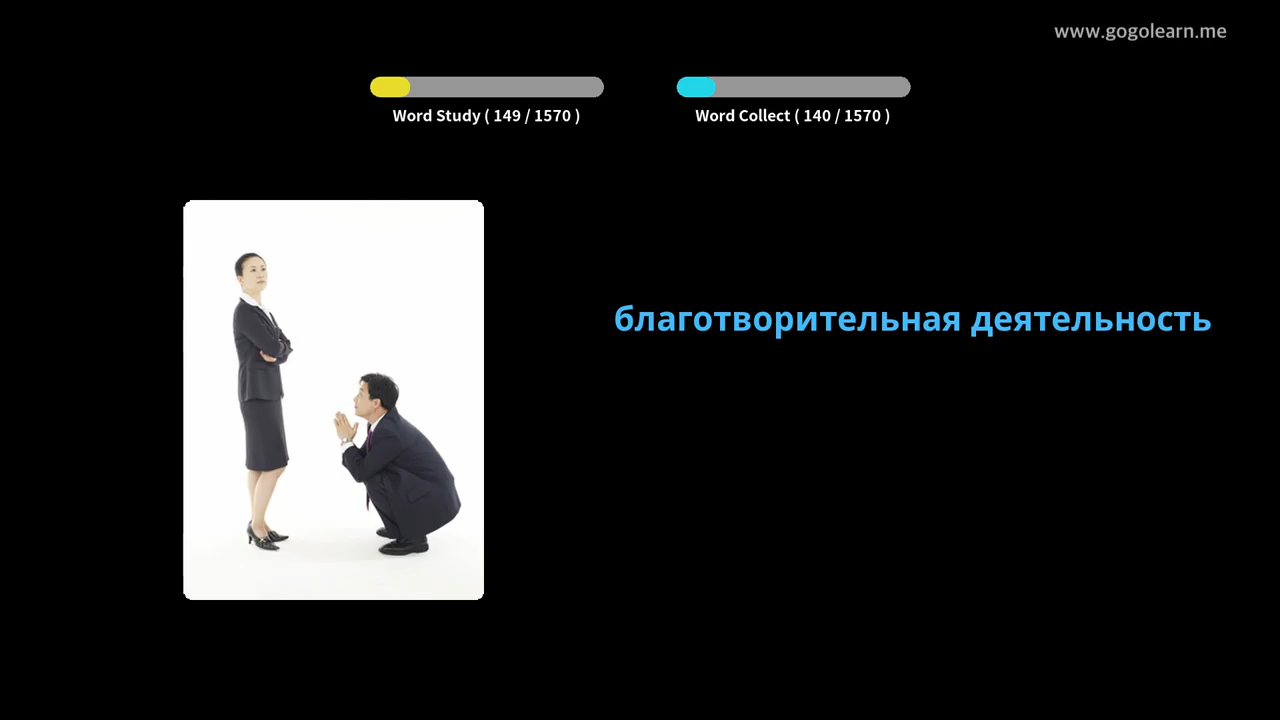 www.gogolearn.me
Word Study ( 149 / 1570 )
Word Collect ( 140 / 1570 )
благотворительная деятельность